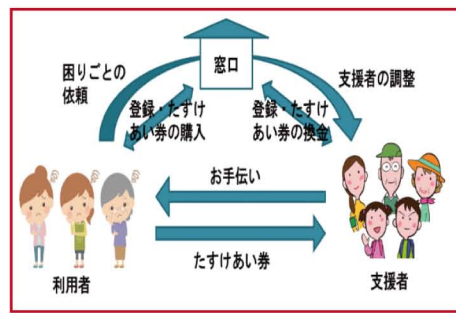 窓口
困りごとの
依頼
支援者の調整
登録・たすけ
あい券の購入
登録・たすけ
あい券の換金
お手伝い
たすけあい券
利用者
支援者